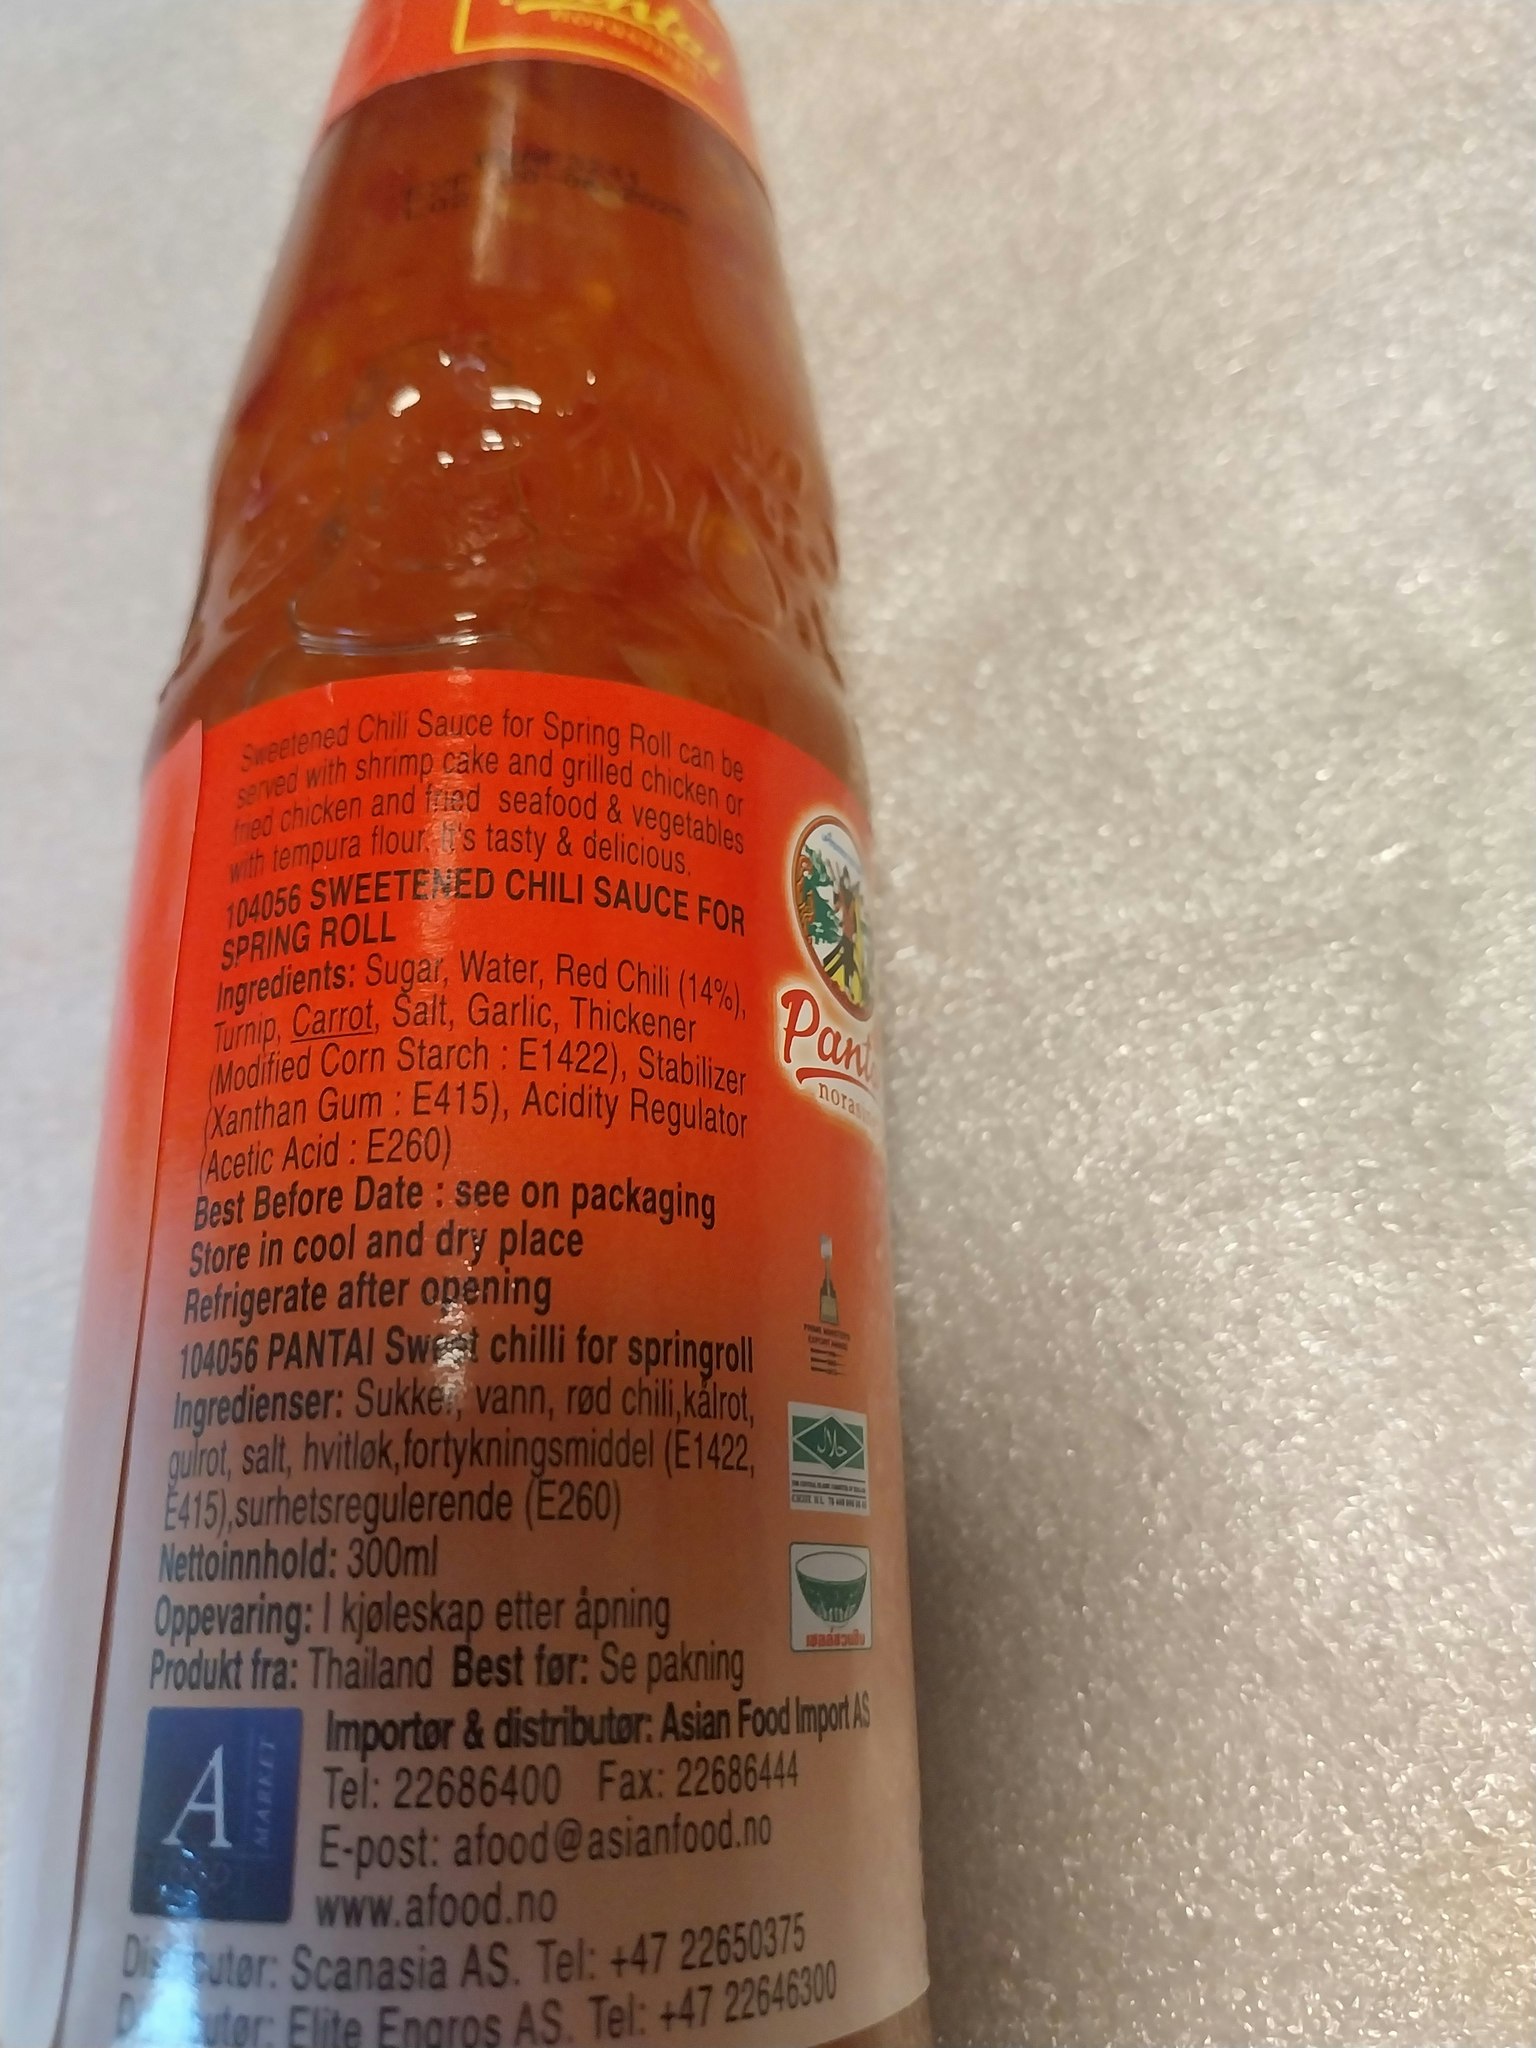 Sweetened Chili Sauce for Spring Roll can be
served with shrimp cake and grilled chicken or
fried chicken and fried seafood & vegetables
with tempura flour. It's tasty & delicious.
104056 SWEETENED CHILI SAUCE FOR
SPRING ROLL
Ingredients: Sugar, Water, Red Chili (14%),
Turnip, Carrot, Salt, Garlic, Thickener
(Modified Corn Starch : E1422), Stabilizer
(Xanthan Gum : E415), Acidity Regulator
(Acetic Acid : E260)
Best Before Date : see on packaging
Store in cool and dry place
Refrigerate after opening
104056 PANTAI Sweet chilli for springroll
Ingredienser: Sukker, vann, rød chili,kålrot,
gulrot, salt, hvitløk,fortykningsmiddel (E1422,
E415),surhetsregulerende (E260)
Nettoinnhold: 300ml
Oppevaring: I kjøleskap etter åpning
Produkt fra: Thailand Best før: Se pakning
A
MARKET
Importør & distributør: Asian Food Import AS
Tel: 22686400 Fax: 22686444
E-post: afood@asianfood.no
www.afood.no
Scanasia AS. Tel: +47 22650375
Elite Engros AS. Tel: +47 22646300
حلال